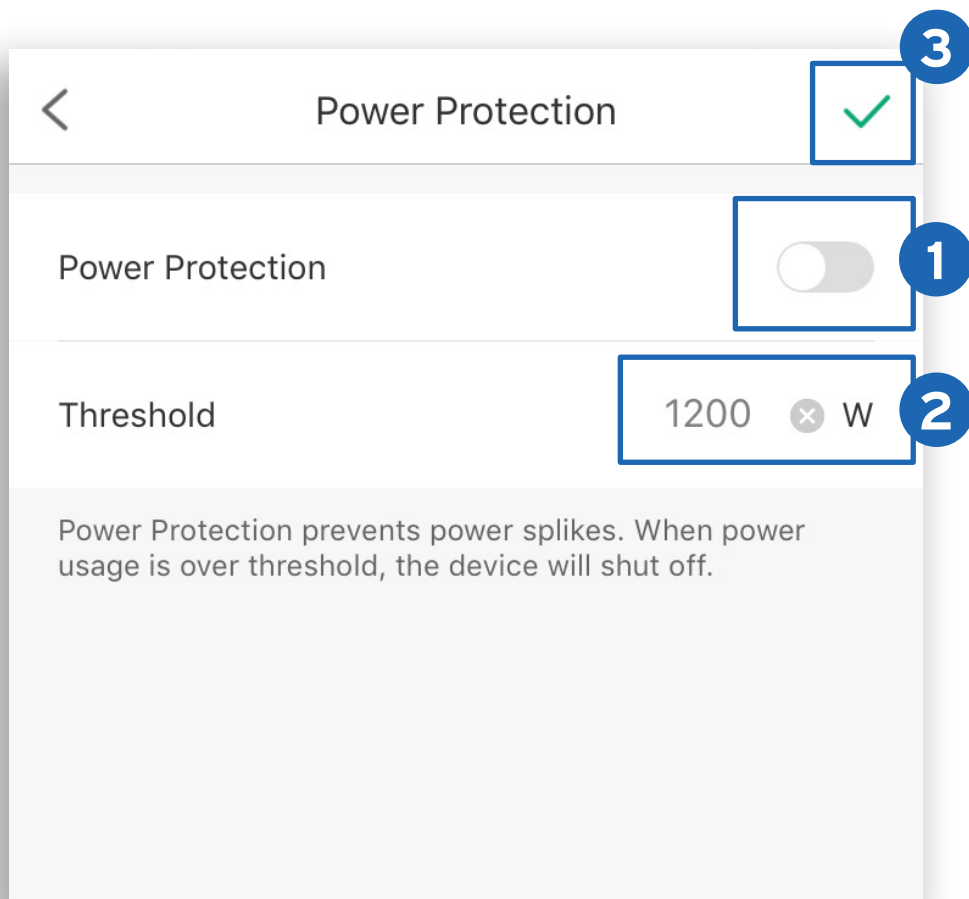 3
Power Protection
Power Protection
1
Threshold
1200 W
2
Power Protection prevents power splikes. When power
usage is over threshold, the device will shut off.